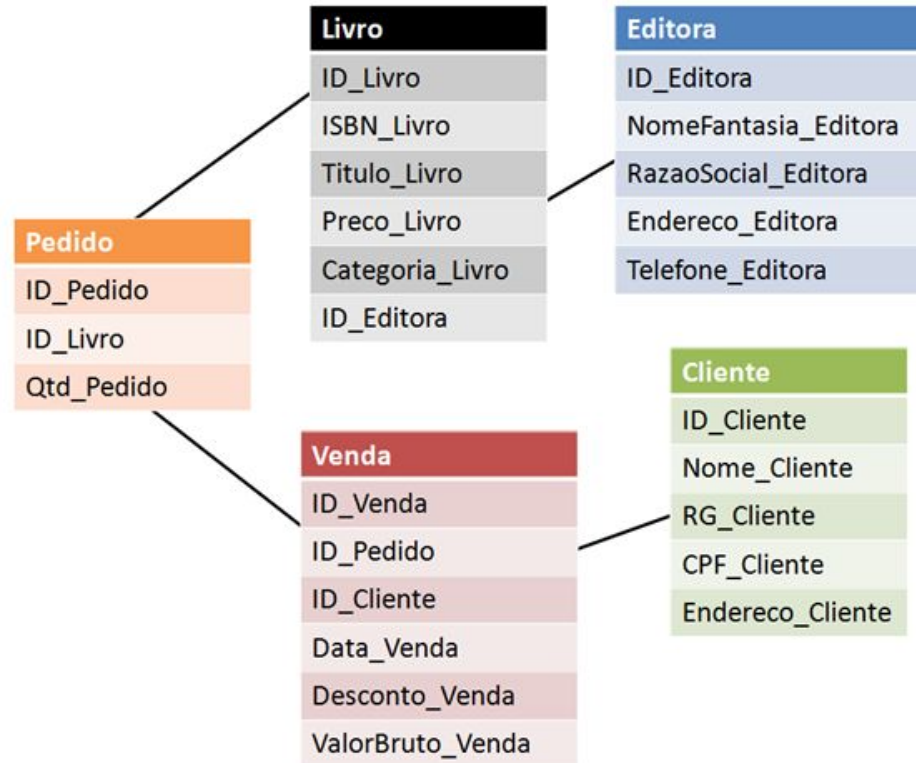 Livro
ID_Livro
ISBN_Livro
Titulo_Livro
Preco_Livro
Categoria_Livro
ID_Editora
Editora
ID_Editora
NomeFantasia_Editora
RazaoSocial_Editora
Endereco_Editora
Telefone_Editora
Pedido
ID_Pedido
ID_Livro
Qtd_Pedido
Venda
ID_Venda
ID_Pedido
ID_Cliente
Data_Venda
Desconto_Venda
ValorBruto_Venda
Cliente
ID_Cliente
Nome_Cliente
RG_Cliente
CPF_Cliente
Endereco_Cliente